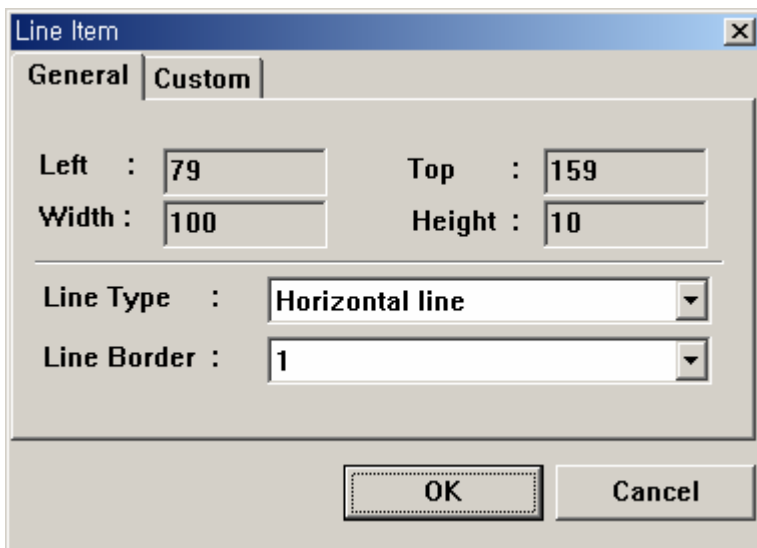 Line Item
General Custom
Left : 79 Top : 159
Width : 100 Height : 10
Line Type : Horizontal line
Line Border : 1
OK Cancel